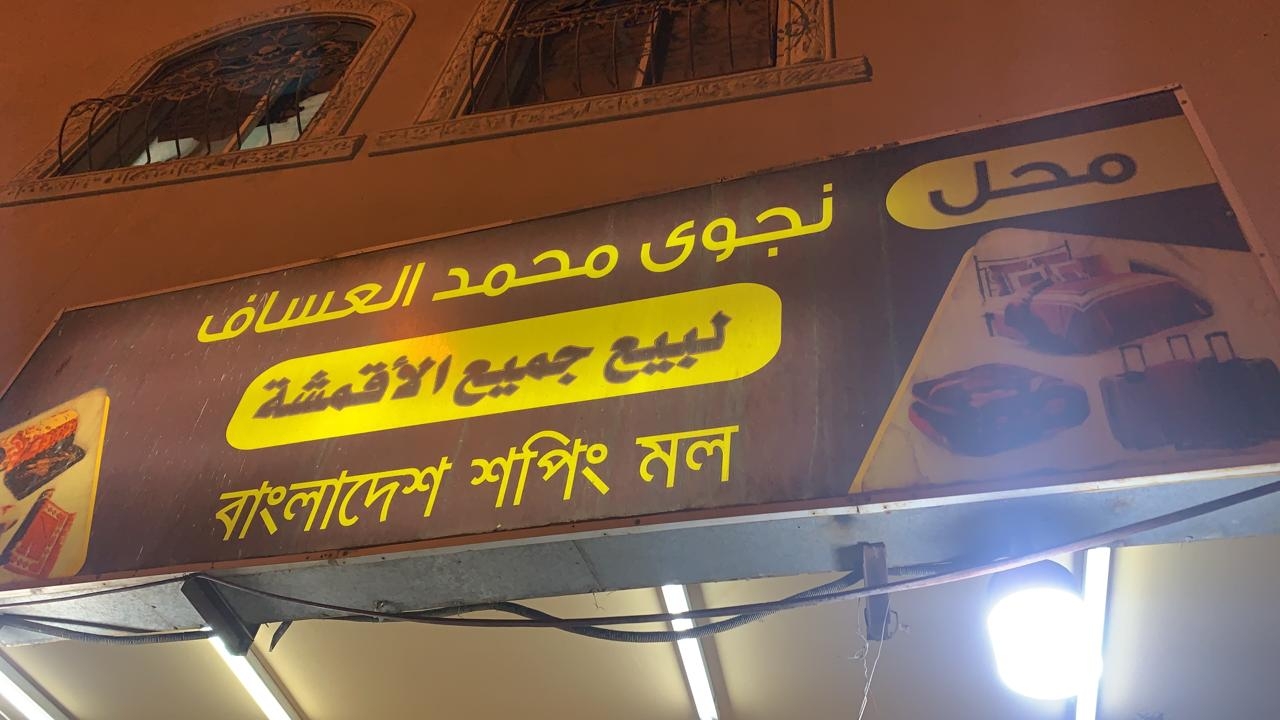 محل
نجوى محمد العساف
لبيع جميع الأقمشة
বাংলাদেশ শপিং মল